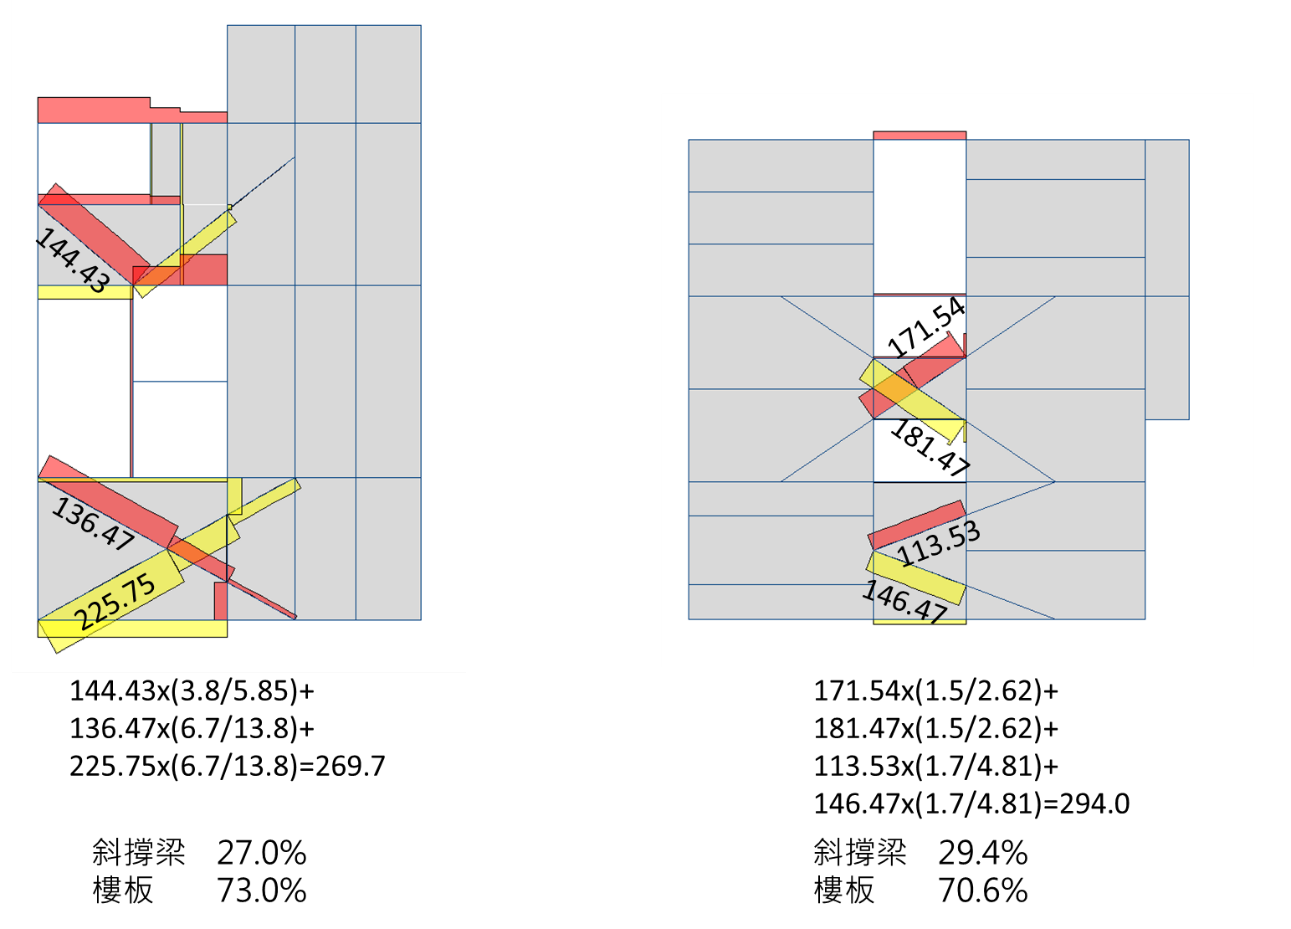 144.43
136.47
225.75
144.43x(3.8/5.85)+
136.47x(6.7/13.8)+
225.75x(6.7/13.8)=269.7
斜撐梁 27.0%
樓板 73.0%
171.54
181.47
113.53
146.47
171.54x(1.5/2.62)+
181.47x(1.5/2.62)+
113.53x(1.7/4.81)+
146.47x(1.7/4.81)=294.0
斜撐梁 29.4%
樓板 70.6%